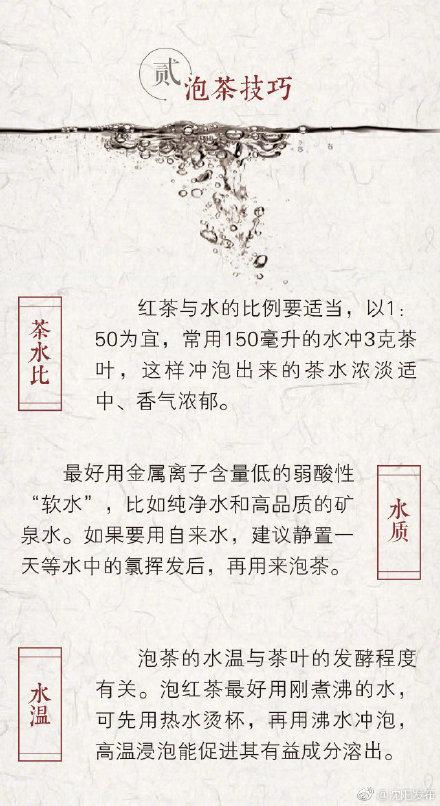 贰
泡茶技巧
茶水比
红茶与水的比例要适当，以1：
50为宜，常用150毫升的水冲3克茶
叶，这样冲泡出来的茶水浓淡适
中、香气浓郁。
水质
最好用金属离子含量低的弱酸性
“软水”，比如纯净水和高品质的矿
泉水。如果要用自来水，建议静置一
天等水中的氯挥发后，再用来泡茶。
水温
泡茶的水温与茶叶的发酵程度
有关。泡红茶最好用刚煮沸的水，
可先用热水烫杯，再用沸水冲泡，
高温浸泡能促进其有益成分溶出。